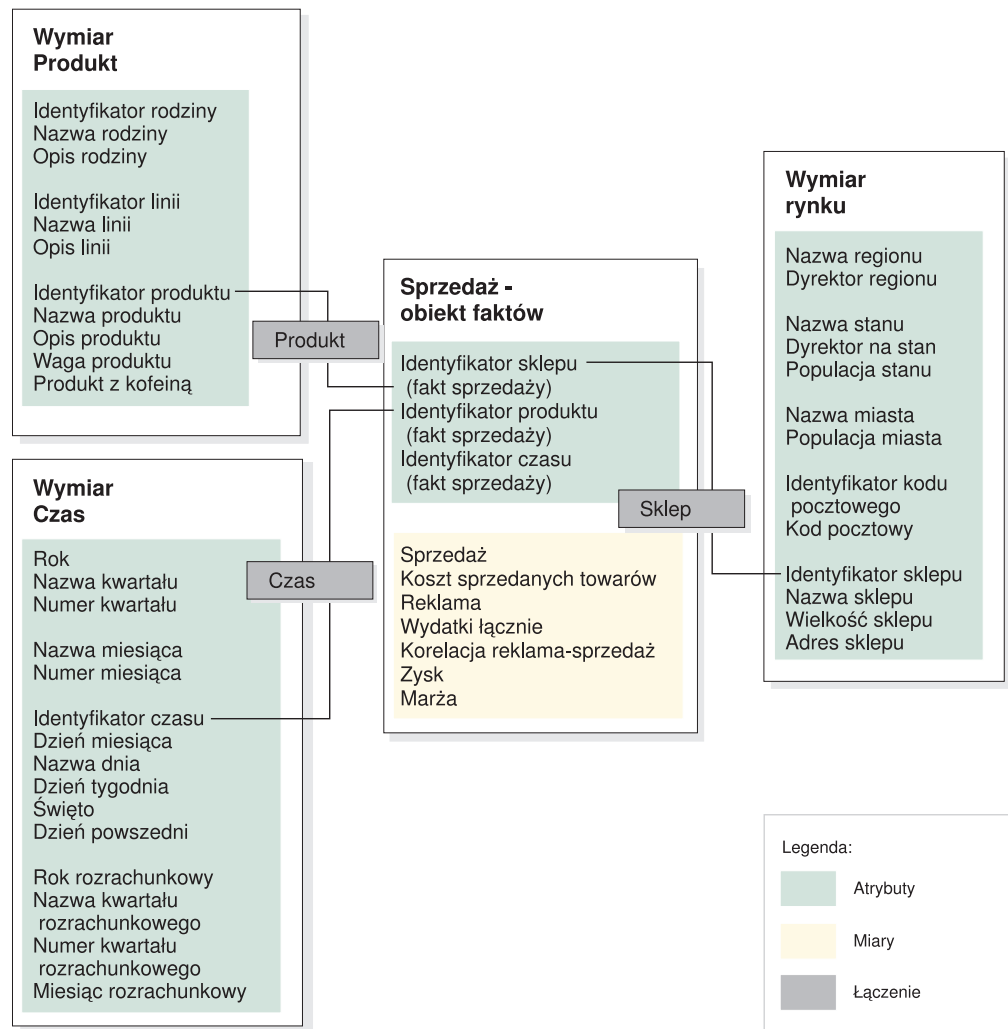 Wymiar
Produkt
Identyfikator rodziny
Nazwa rodziny
Opis rodziny
Identyfikator linii
Nazwa linii
Opis linii
Identyfikator produktu
Nazwa produktu
Opis produktu
Waga produktu
Produkt z kofeiną
Produkt
Wymiar
Czas
Rok
Nazwa kwartału
Numer kwartału
Nazwa miesiąca
Numer miesiąca
Identyfikator czasu
Dzień miesiąca
Nazwa dnia
Dzień tygodnia
Święto
Dzień powszedni
Rok rozrachunkowy
Nazwa kwartału
rozrachunkowego
Numer kwartału
rozrachunkowego
Miesiąc rozrachunkowy
Czas
Sprzedaż -
obiekt faktów
Identyfikator sklepu
(fakt sprzedaży)
Identyfikator produktu
(fakt sprzedaży)
Identyfikator czasu
(fakt sprzedaży)
Sprzedaż
Koszt sprzedanych towarów
Reklama
Wydatki łącznie
Korelacja reklama-sprzedaż
Zysk
Marża
Sklep
Wymiar
rynku
Nazwa regionu
Dyrektor regionu
Nazwa stanu
Dyrektor na stan
Populacja stanu
Nazwa miasta
Populacja miasta
Identyfikator kodu
pocztowego
Kod pocztowy
Identyfikator sklepu
Nazwa sklepu
Wielkość sklepu
Adres sklepu
Legenda:
Atrybuty
Miary
Łączenie